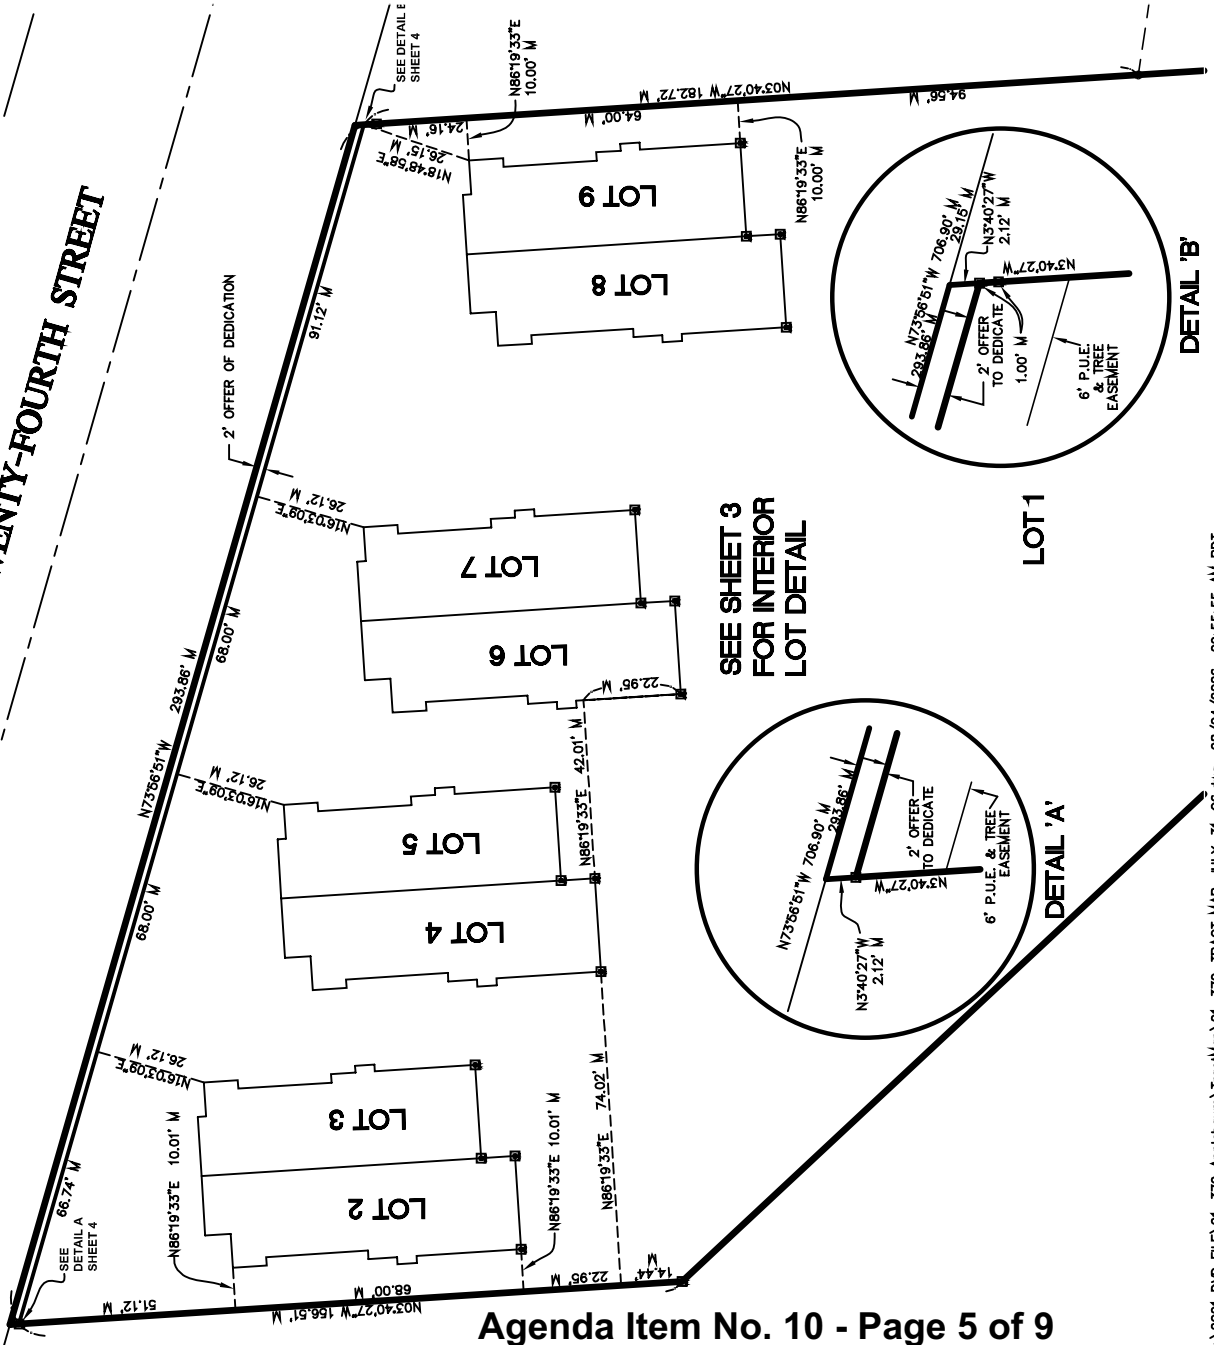 ENTY-FOURTH STREET
SEE DETAIL B
SHEET 4
N86°19'33"E
10.00' M
N03°40'27"W 182.72' M
24.16' M
64.00' M
94.56' M
26.15' M
N18°48'58"E
N86°19'33"E
10.00' M
LOT 9
LOT 8
2' OFFER OF DEDICATION
91.12' M
N73°56'51"W 706.90' M
29.15' M
293.86' M
N3°40'27"W
2.12' M
N3°40'27"W
2' OFFER
TO DEDICATE
1.00' M
6' P.U.E.
& TREE
EASEMENT
DETAIL 'B'
26.12' M
N16°03'09"E
LOT 7
LOT 6
SEE SHEET 3
FOR INTERIOR
LOT DETAIL
LOT 1
68.00' M
293.86' M
N73°56'51"W
22.95' M
N86°19'33"E 42.01' M
26.12' M
N16°03'09"E
LOT 5
LOT 4
68.00' M
N73°56'51"W 706.90' M
293.86' M
2' OFFER
TO DEDICATE
N3°40'27"W
6' P.U.E. & TREE
EASEMENT
N3°40'27"W
2.12' M
DETAIL 'A'
26.12' M
N16°03'09"E
LOT 3
LOT 2
N86°19'33"E 10.01' M
N86°19'33"E 10.01' M
N86°19'33"E 74.02' M
66.74' M
SEE
DETAIL A
SHEET 4
51.12' M
68.00' M
N03°40'27"W 156.51' M
22.95' M
14.44' M
Agenda Item No. 10 - Page 5 of 9